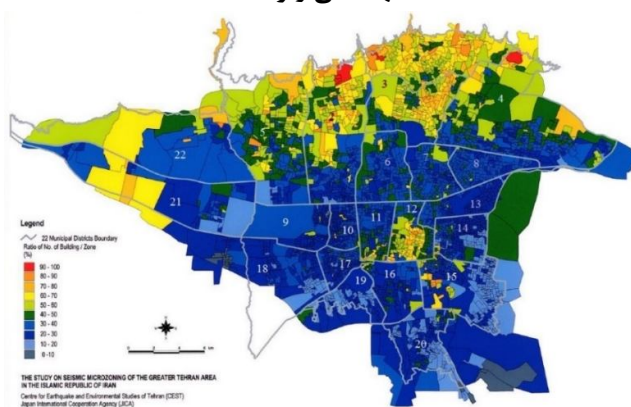 3
4
5
22
6
7
8
21
9
10
11
12
13
14
18
17
16
15
19
20
Legend
22 Municipal Districts Boundary
Ratio of No. of Building / Zone
(%)
90 - 100
80 - 90
70 - 80
60 - 70
50 - 60
40 - 50
30 - 40
20 - 30
10 - 20
0 - 10
THE STUDY ON SEISMIC MICROZONING OF THE GREATER TEHRAN AREA
IN THE ISLAMIC REPUBLIC OF IRAN
Centre for Earthquake and Environmental Studies of Tehran (CEST)
Japan International Cooperation Agency (JICA)